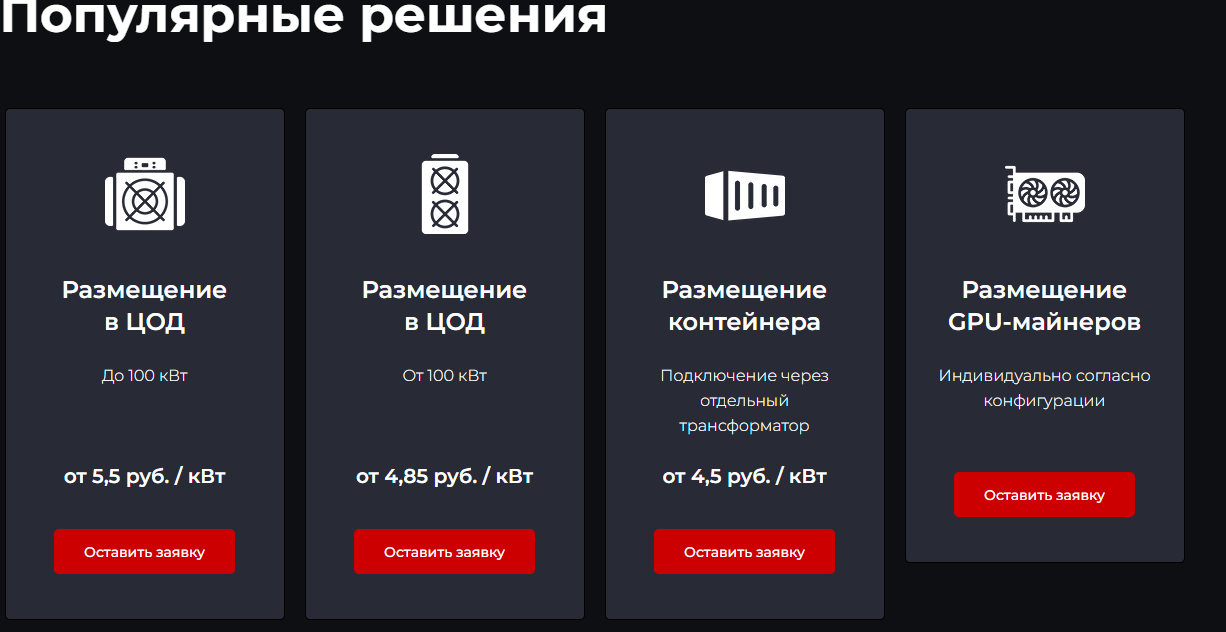 Популярные решения
Размещение
в ЦОД
До 100 кВт
от 5,5 руб. / кВт
Оставить заявку
Размещение
в ЦОД
От 100 кВт
от 4,85 руб. / кВт
Оставить заявку
Размещение
контейнера
Подключение через
отдельный
трансформатор
от 4,5 руб. / кВт
Оставить заявку
Размещение
GPU-майнеров
Индивидуально согласно
конфигурации
Оставить заявку